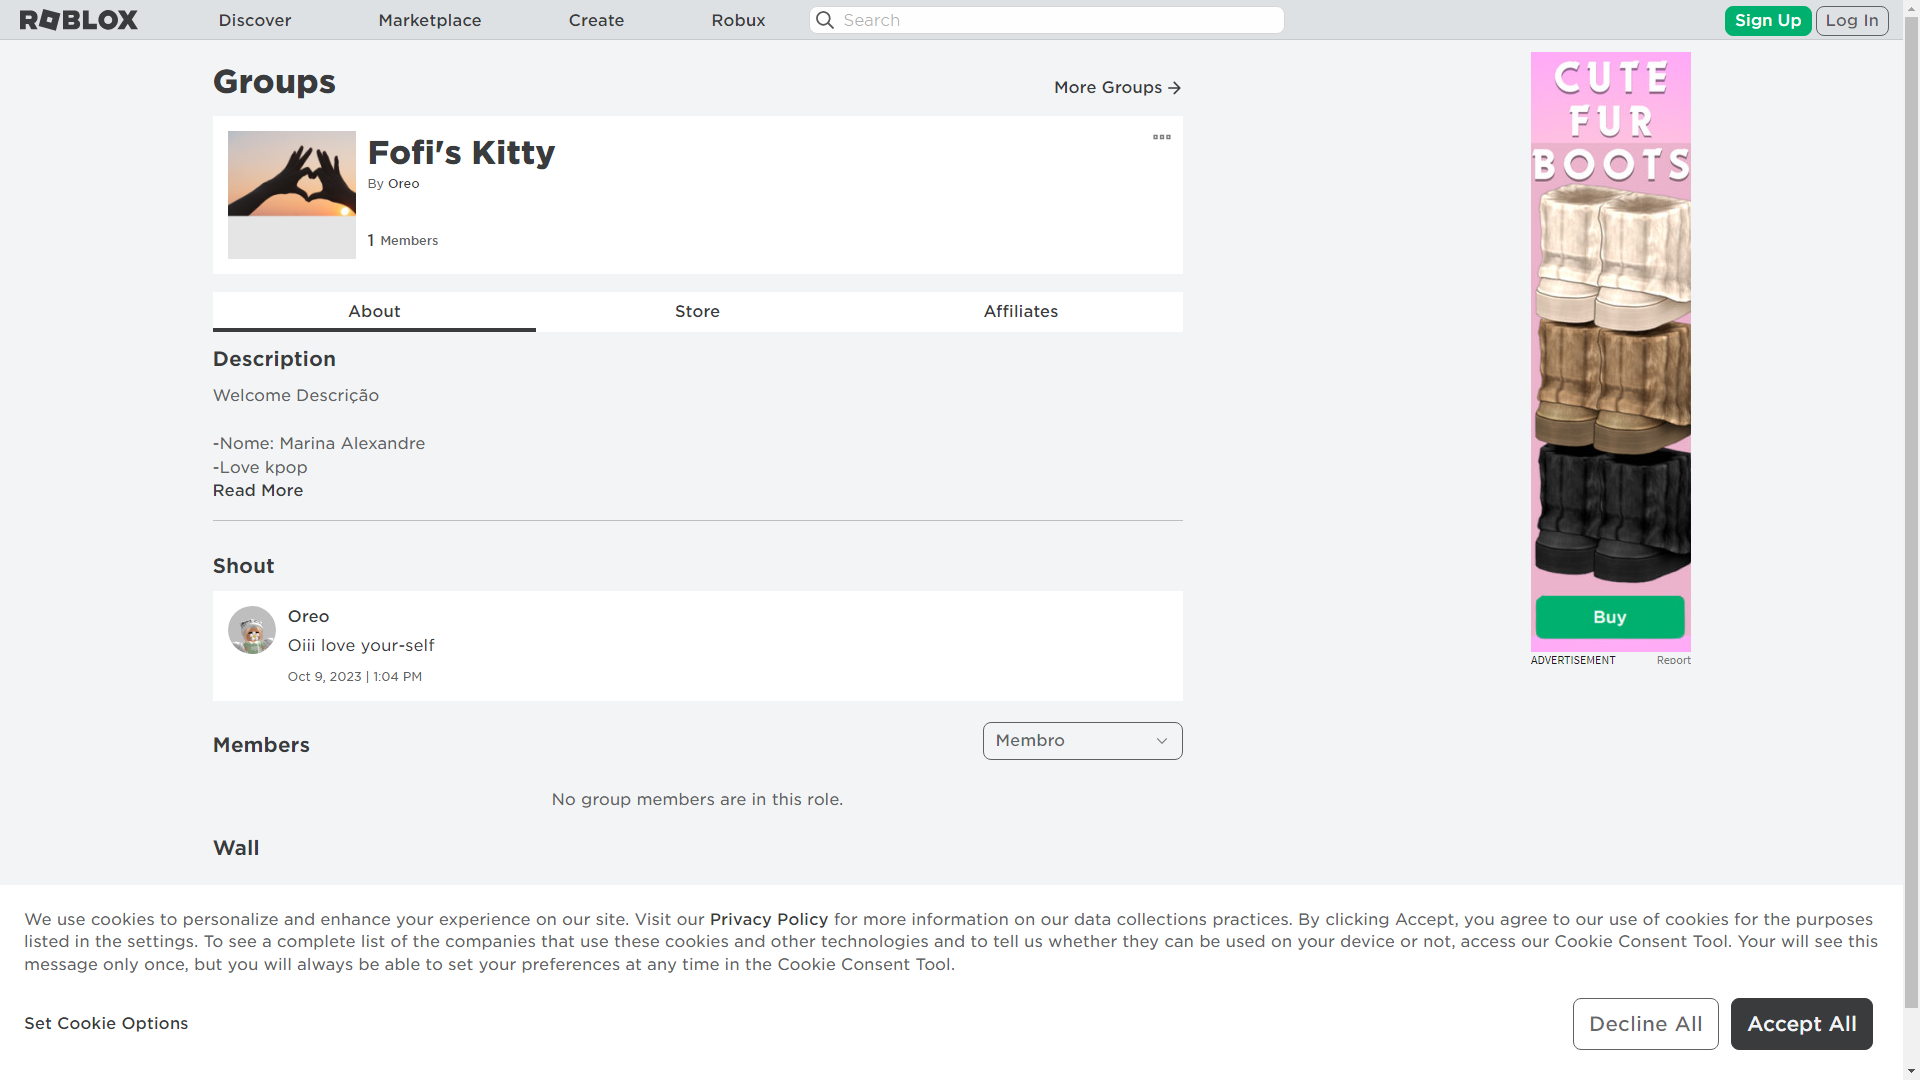 ROBLOX
Discover
Marketplace
Create
Robux
Search
Sign Up
Log In
Groups
More Groups
Fofi's Kitty
By Oreo
1 Members
About
Store
Affiliates
Description
Welcome Descrição
-Nome: Marina Alexandre
-Love kpop
Read More
Shout
Oreo
Oiii love your-self
Oct 9, 2023 | 1:04 PM
Members
Membro
No group members are in this role.
Wall
CUTE
FUR
BOOTS
Buy
ADVERTISEMENT
Report
We use cookies to personalize and enhance your experience on our site. Visit our Privacy Policy for more information on our data collections practices. By clicking Accept, you agree to our use of cookies for the purposes
listed in the settings. To see a complete list of the companies that use these cookies and other technologies and to tell us whether they can be used on your device or not, access our Cookie Consent Tool. Your will see this
message only once, but you will always be able to set your preferences at any time in the Cookie Consent Tool.
Set Cookie Options
Decline All
Accept All